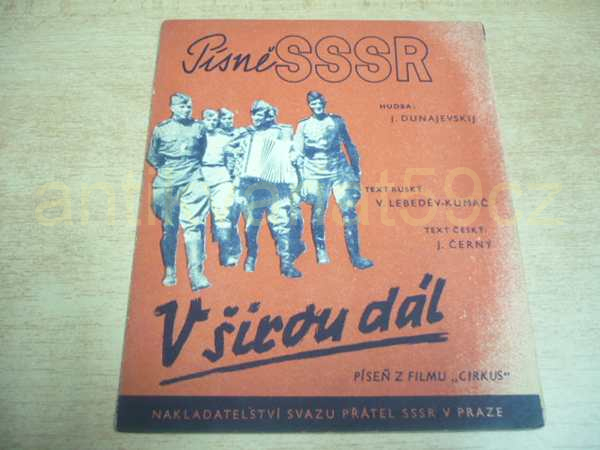 Písně SSSR
HUDBA:
J. DUNAJEVSKIJ
TEXT RUSKÝ:
V. LEBEDĚV-KUMAČ
TEXT ČESKÝ:
J. ČERNÝ
V širou dál
PÍSEŇ Z FILMU „CIRKUS"
NAKLADATELSTVÍ SVAZU PŘÁTEL SSSR V PRAZE
antikvariat59cz